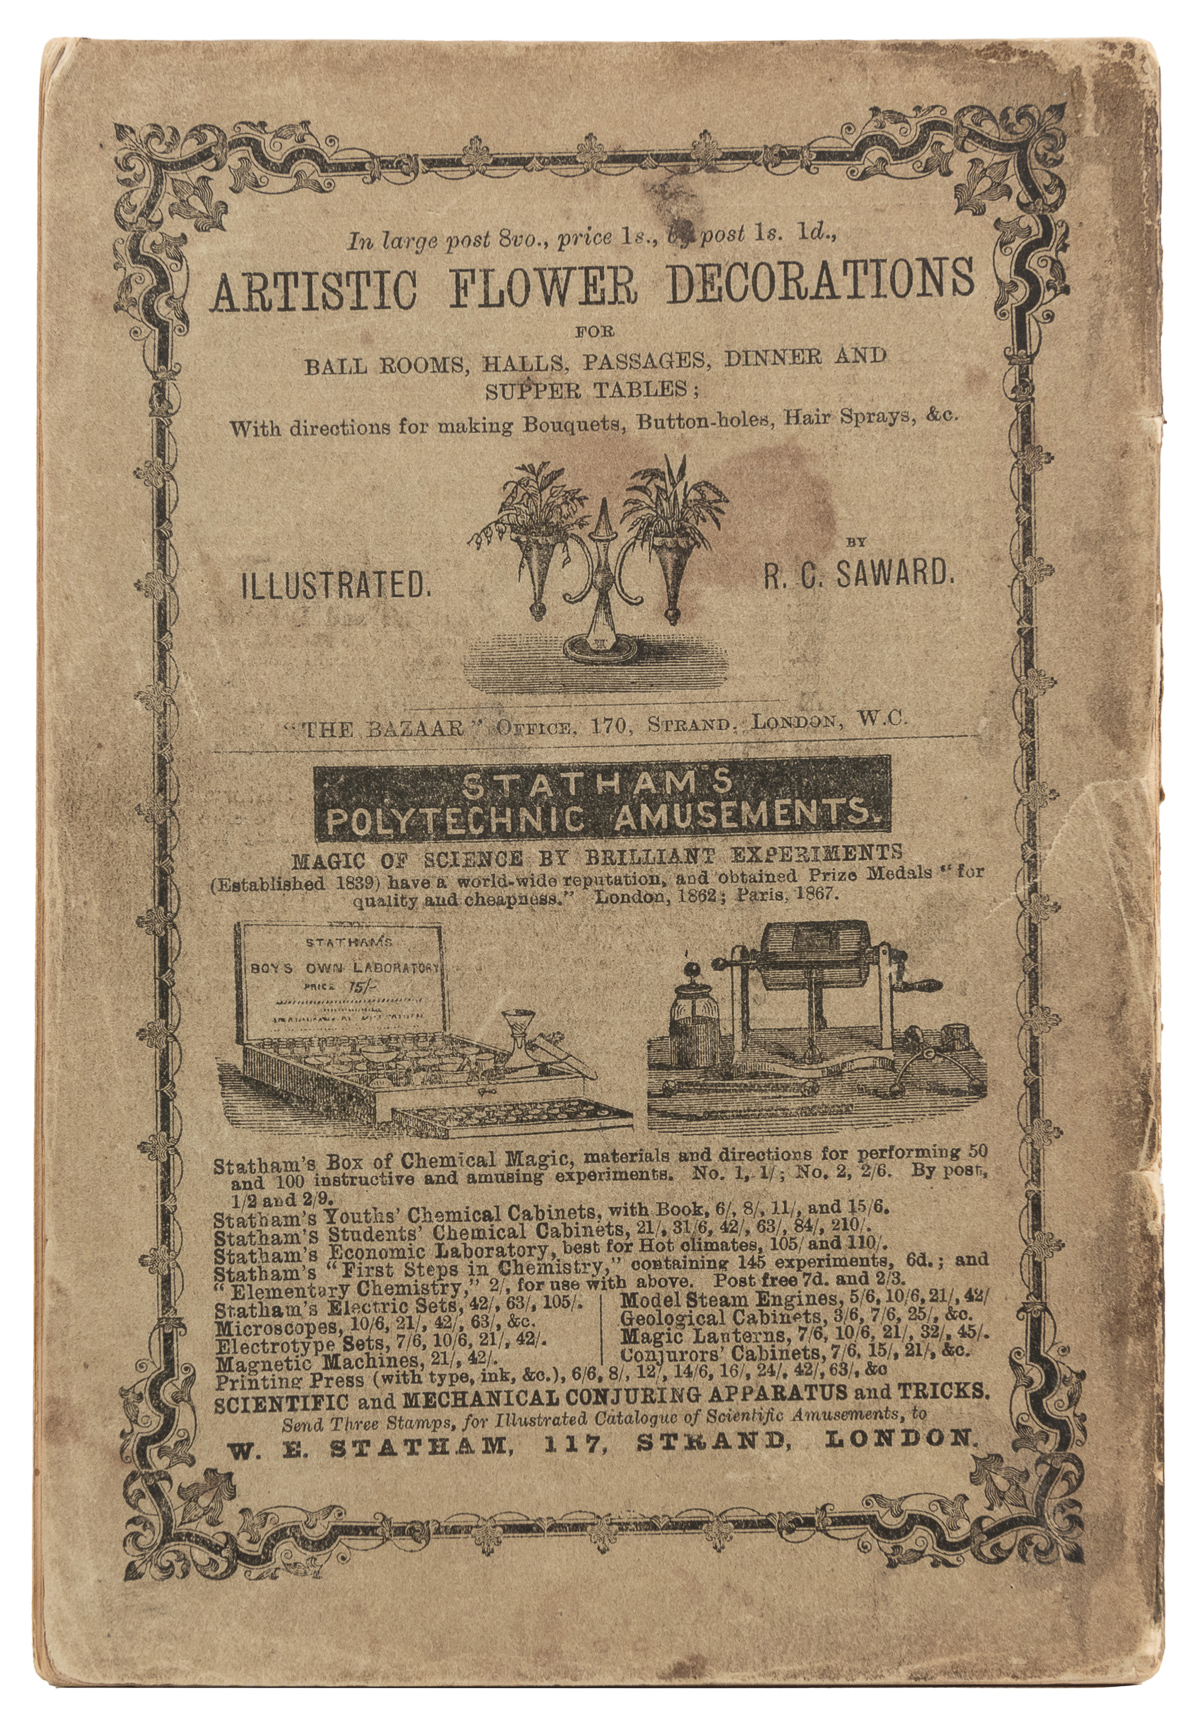 In large post 8vo., price 1s., by post 1s. 1d.,
ARTISTIC FLOWER DECORATIONS
FOR
BALL ROOMS, HALLS, PASSAGES, DINNER AND
SUPPER TABLES;
With directions for making Bouquets, Button-holes, Hair Sprays, &c.
ILLUSTRATED.
BY
R. C. SAWARD.
"THE BAZAAR" OFFICE, 170, STRAND, LONDON, W.C.
STATHAM'S
POLYTECHNIC AMUSEMENTS.
MAGIC OF SCIENCE BY BRILLIANT EXPERIMENTS
(Established 1839) have a world-wide reputation, and obtained Prize Medals "for
quality and cheapness." London, 1862; Paris, 1867.
STATHAM'S
BOYS OWN LABORATORY
PRICE 15/-
Statham's Box of Chemical Magic, materials and directions for performing 50
and 100 instructive and amusing experiments. No. 1, 1/; No. 2, 2/6. By post,
1/2 and 2/9.
Statham's Youths' Chemical Cabinets, with Book, 6/, 8/, 11/, and 15/6.
Statham's Students' Chemical Cabinets, 21/, 31/6, 42/, 63/, 84/, 210/.
Statham's Economic Laboratory, best for Hot climates, 105/ and 110/.
Statham's "First Steps in Chemistry," containing 145 experiments, 6d.; and
"Elementary Chemistry," 2/, for use with above. Post free 7d. and 2/3.
Statham's Electric Sets, 42/, 63/, 105/.
Microscopes, 10/6, 21/, 42/, 63/, &c.
Electrotype Sets, 7/6, 10/6, 21/, 42/.
Magnetic Machines, 21/, 42/.
Model Steam Engines, 5/6, 10/6, 21/, 42/
Geological Cabinets, 3/6, 7/6, 25/, &c.
Magic Lanterns, 7/6, 10/6, 21/, 32/, 45/.
Conjurors' Cabinets, 7/6, 15/, 21/, &c.
Printing Press (with type, ink, &c.), 6/6, 8/, 12/, 14/6, 16/, 24/, 42/, 63/, &c
SCIENTIFIC and MECHANICAL CONJURING APPARATUS and TRICKS.
Send Three Stamps, for Illustrated Catalogue of Scientific Amusements, to
W. E. STATHAM, 117, STRAND, LONDON.